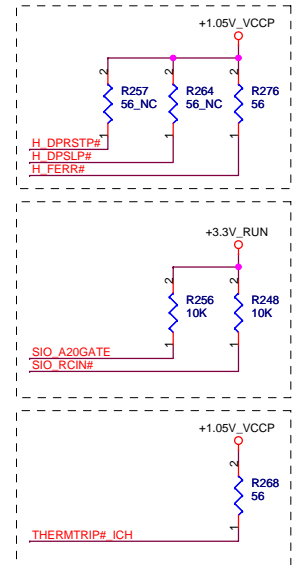 +1.05V_VCCP
2 2 2
R257 R264 R276
56_NC 56_NC 56
1 1 1
H_DPRSTP#
H_DPSLP#
H_FERR#
+3.3V_RUN
2 2
R256 R248
10K 10K
1 1
SIO_A20GATE
SIO_RCIN#
+1.05V_VCCP
2
R268
56
1
THERMTRIP#_ICH